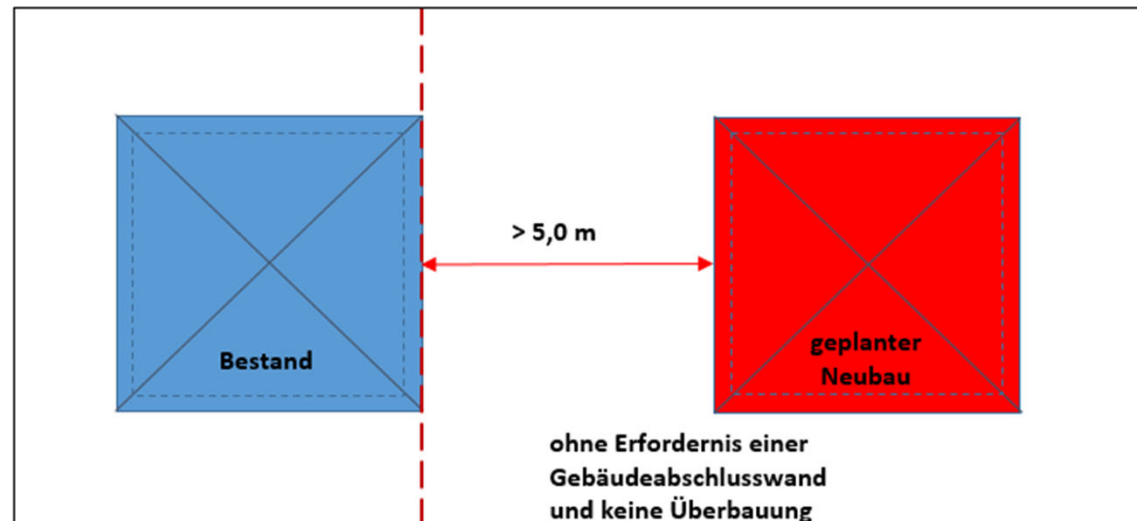 > 5,0 m
Bestand
geplanter
Neubau
ohne Erfordernis einer
Gebäudeabschlusswand
und keine Überbauung